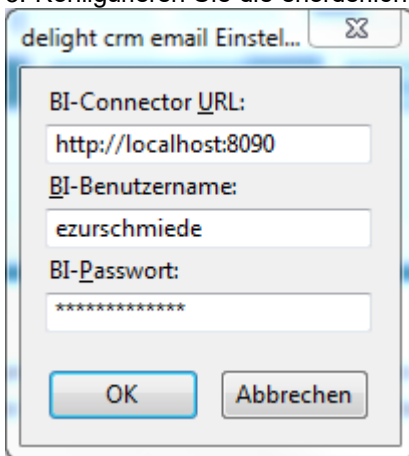 delight crm email Einstel...
BI-Connector URL:
http://localhost:8090
BI-Benutzername:
ezurschmiede
BI-Passwort:
*************
OK
Abbrechen